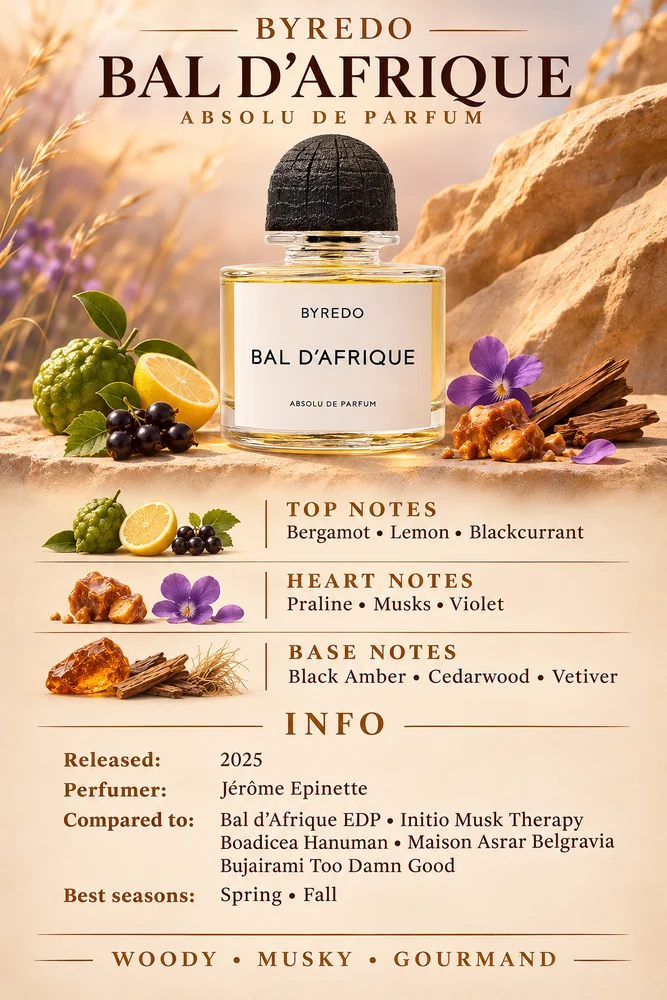 BYREDO
BAL D’AFRIQUE
ABSOLU DE PARFUM
BYREDO
BAL D’AFRIQUE
ABSOLU DE PARFUM
TOP NOTES
Bergamot • Lemon • Blackcurrant
HEART NOTES
Praline • Musks • Violet
BASE NOTES
Black Amber • Cedarwood • Vetiver
INFO
Released: 2025
Perfumer: Jérôme Epinette
Compared to: Bal d’Afrique EDP • Initio Musk Therapy
Boadicea Hanuman • Maison Asrar Belgravia
Bujairami Too Damn Good
Best seasons: Spring • Fall
WOODY • MUSKY • GOURMAND